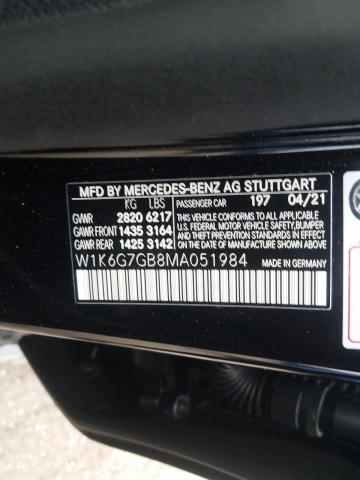 MFD BY MERCEDES-BENZ AG STUTTGART
KG LBS PASSENGER CAR 197 04/21
GVWR 2820 6217
GAWR FRONT 1435 3164
GAWR REAR 1425 3142
THIS VEHICLE CONFORMS TO ALL APPLICABLE
U.S. FEDERAL MOTOR VEHICLE SAFETY,
BUMPER, AND THEFT PREVENTION STANDARDS
IN EFFECT ON THE DATE OF
MANUFACTURE SHOWN ABOVE.
W1K6G7GB8MA051984
MADE IN GERMANY